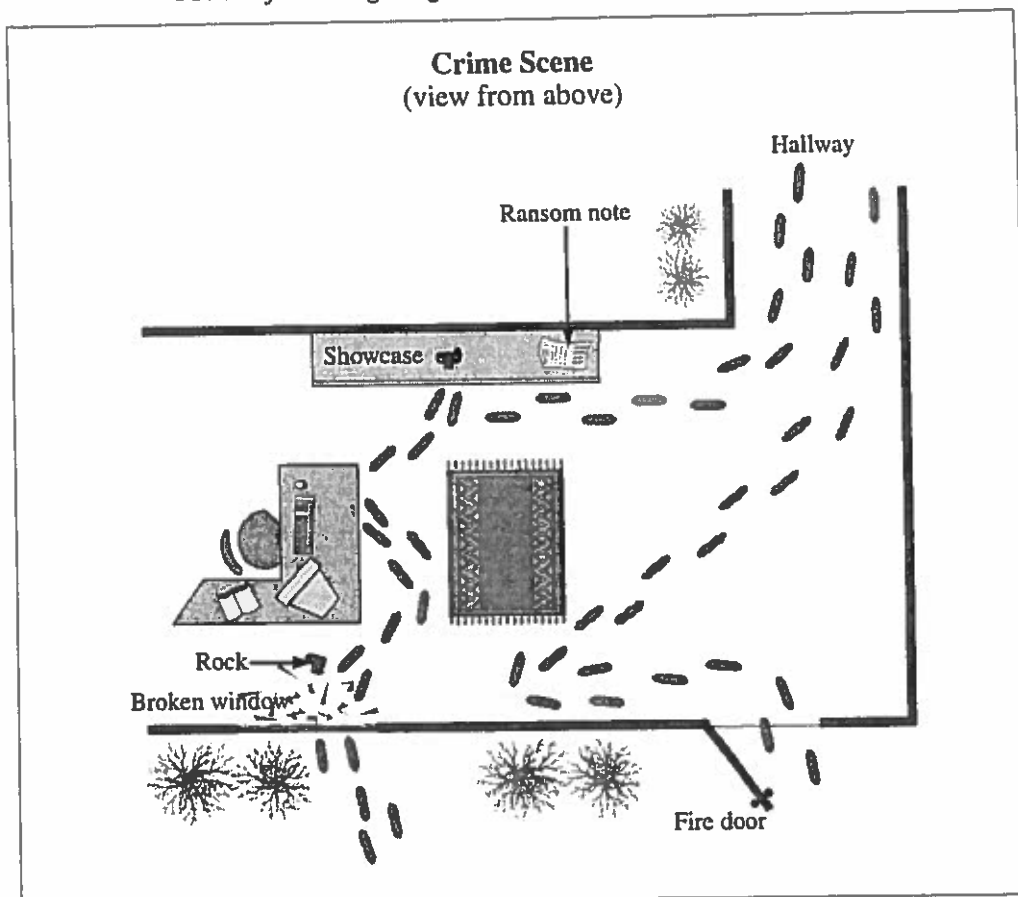 Crime Scene
(view from above)
Hallway
Ransom note
Showcase
Rock
Broken window
Fire door